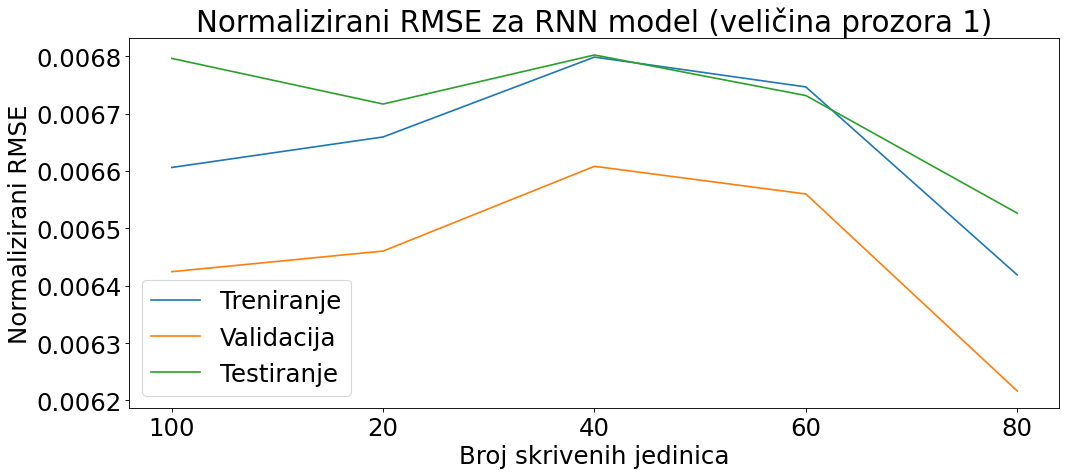 Normalizirani RMSE za RNN model (veličina prozora 1)
Normalizirani RMSE
0.0068
0.0067
0.0066
0.0065
0.0064
0.0063
0.0062
Treniranje
Validacija
Testiranje
100 20 40 60 80
Broj skrivenih jedinica